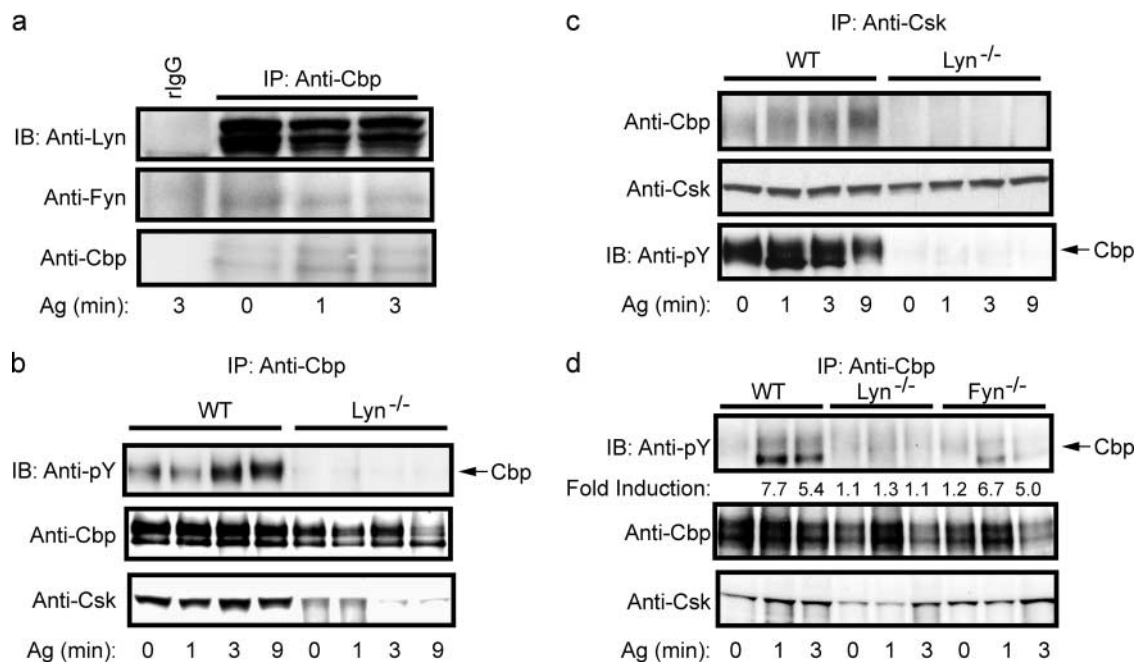 a
rIgG
IP: Anti-Cbp
IB: Anti-Lyn
Anti-Fyn
Anti-Cbp
Ag (min): 3 0 1 3
b
IP: Anti-Cbp
WT Lyn-/-
IB: Anti-pY
Cbp
Anti-Cbp
Anti-Csk
Ag (min): 0 1 3 9 0 1 3 9
c
IP: Anti-Csk
WT Lyn-/-
Anti-Cbp
Anti-Csk
IB: Anti-pY
Cbp
0 1 3 9 0 1 3 9
d
IP: Anti-Cbp
WT Lyn-/- Fyn-/-
IB: Anti-pY
Cbp
Fold Induction: 7.7 5.4 1.1 1.3 1.1 1.2 6.7 5.0
Anti-Cbp
Anti-Csk
Ag (min): 0 1 3 0 1 3 0 1 3